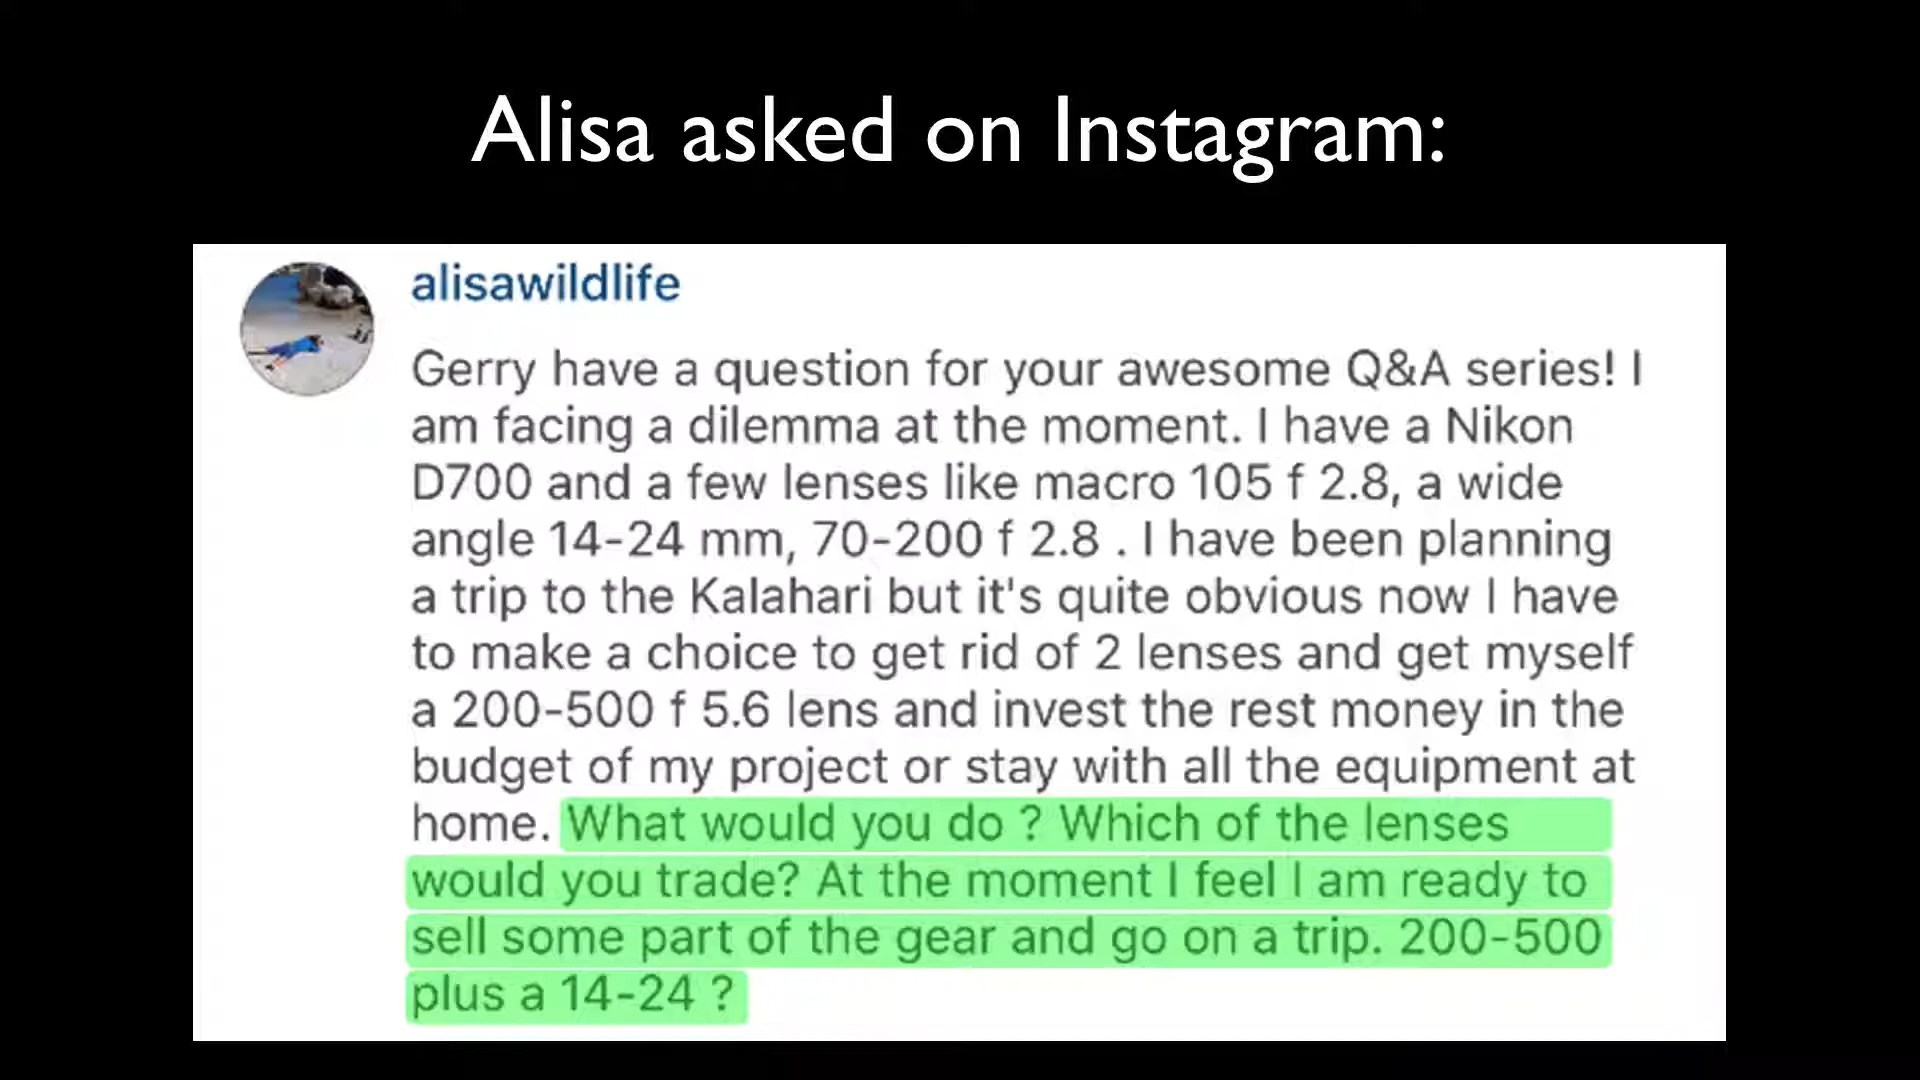 Alisa asked on Instagram:
alisawildlife
Gerry have a question for your awesome Q&A series! I
am facing a dilemma at the moment. I have a Nikon
D700 and a few lenses like macro 105 f 2.8, a wide
angle 14-24 mm, 70-200 f 2.8 . I have been planning
a trip to the Kalahari but it's quite obvious now I have
to make a choice to get rid of 2 lenses and get myself
a 200-500 f 5.6 lens and invest the rest money in the
budget of my project or stay with all the equipment at
home. What would you do ? Which of the lenses
would you trade? At the moment I feel I am ready to
sell some part of the gear and go on a trip. 200-500
plus a 14-24 ?